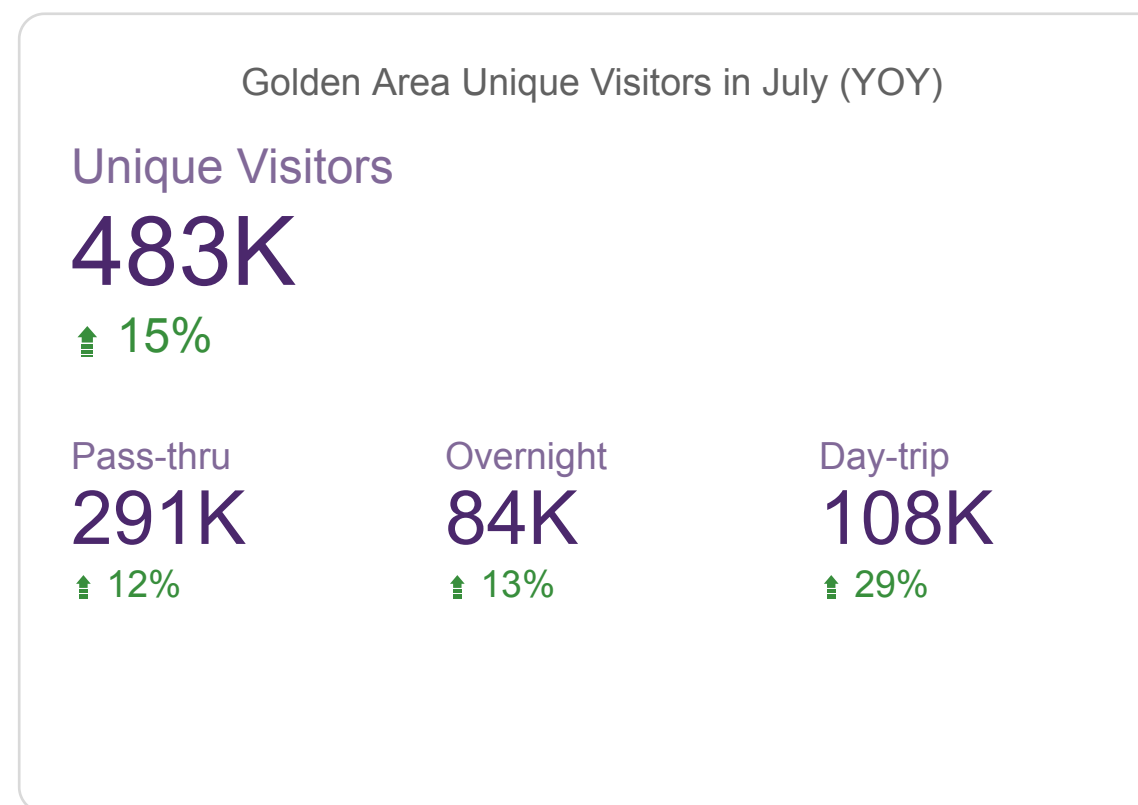 Golden Area Unique Visitors in July (YOY)
Unique Visitors
483K
15%
Pass-thru Overnight Day-trip
291K 84K 108K
12% 13% 29%